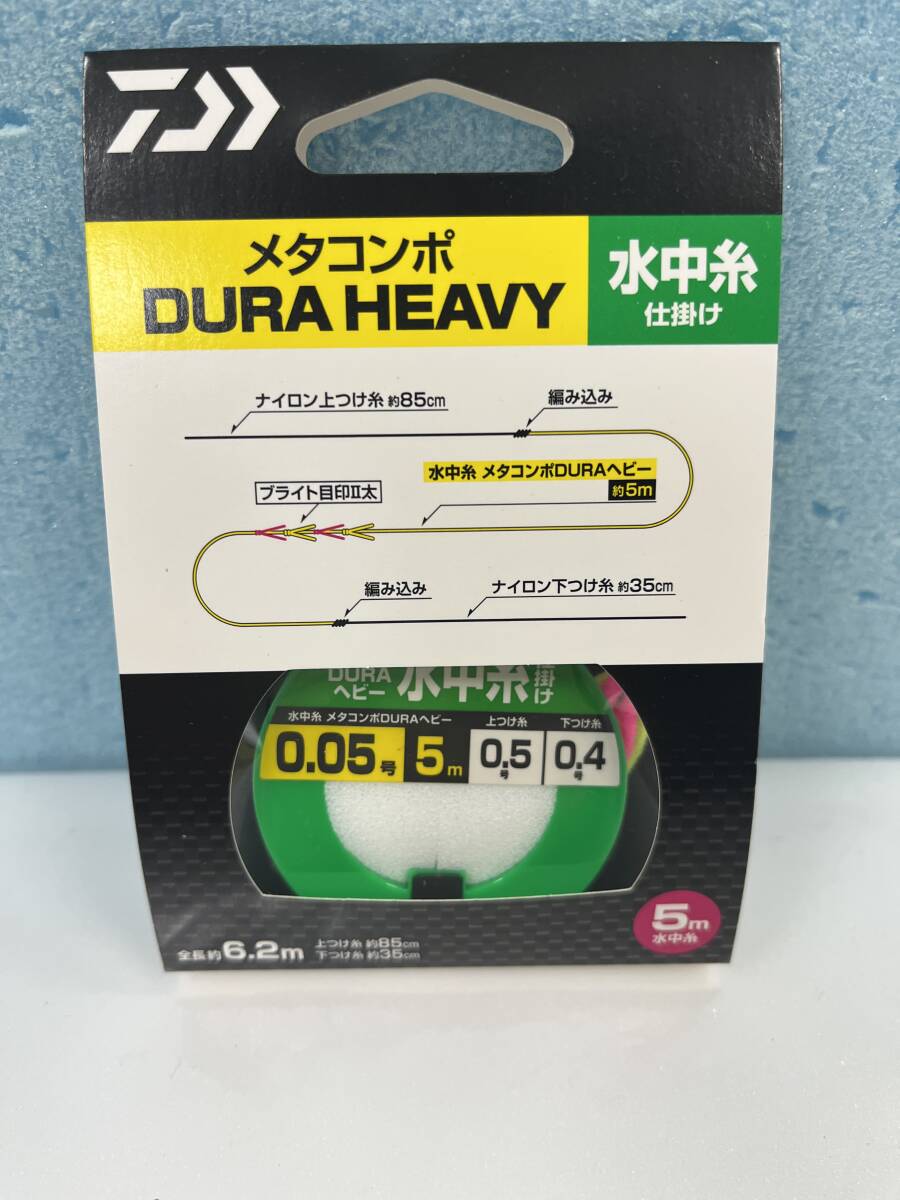 メタコンポ
DURA HEAVY
水中糸
仕掛け
ナイロン上つけ糸 約85cm
編み込み
水中糸 メタコンポDURAヘビー
約5m
ブライト目印II太
編み込み
ナイロン下つけ糸 約35cm
DURA
ヘビー
水中糸
仕掛け
水中糸 メタコンポDURAヘビー
0.05号
5m
上つけ糸
0.5号
下つけ糸
0.4号
全長約6.2m
上つけ糸 約85cm
下つけ糸 約35cm
5m
水中糸